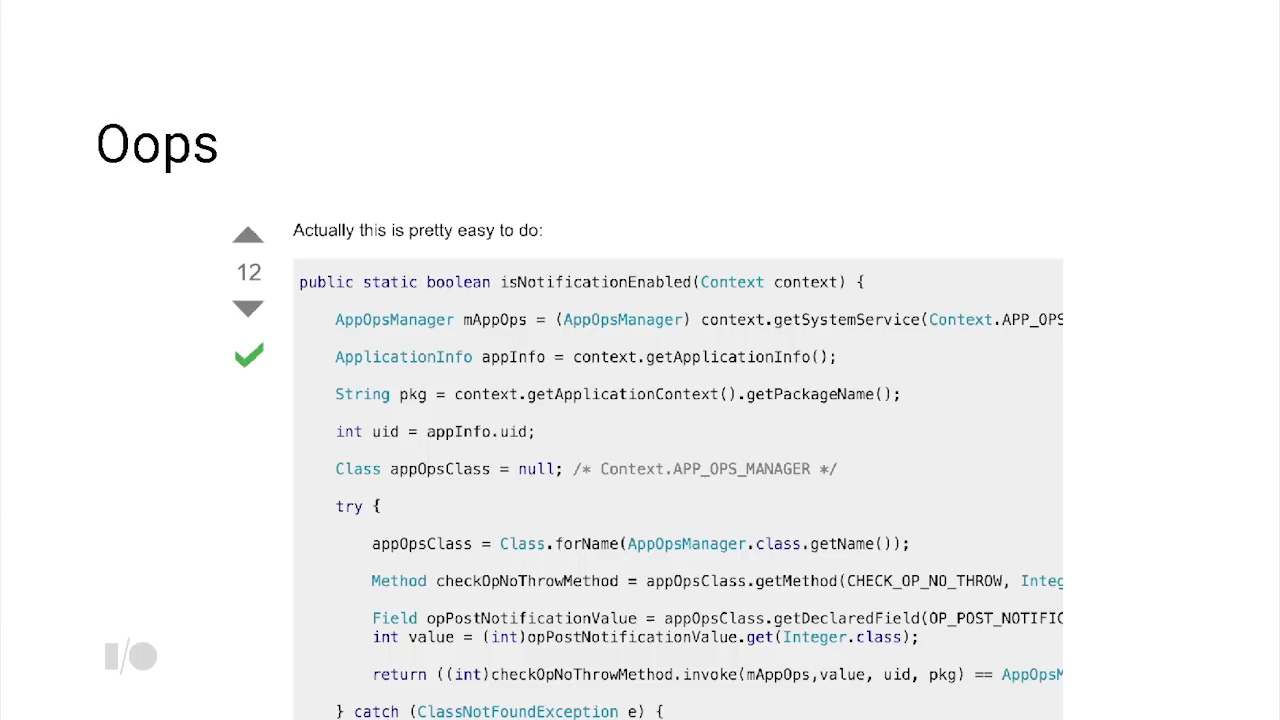 Oops
Actually this is pretty easy to do:
12
public static boolean isNotificationEnabled(Context context) {
AppOpsManager mAppOps = (AppOpsManager) context.getSystemService(Context.APP_OPS
ApplicationInfo appInfo = context.getApplicationInfo();
String pkg = context.getApplicationContext().getPackageName();
int uid = appInfo.uid;
Class appOpsClass = null; /* Context.APP_OPS_MANAGER */
try {
appOpsClass = Class.forName(AppOpsManager.class.getName());
Method checkOpNoThrowMethod = appOpsClass.getMethod(CHECK_OP_NO_THROW, Integ
Field opPostNotificationValue = appOpsClass.getDeclaredField(OP_POST_NOTIFIC
int value = (int)opPostNotificationValue.get(Integer.class);
return ((int)checkOpNoThrowMethod.invoke(mAppOps,value, uid, pkg) == AppOpsM
} catch (ClassNotFoundException e) {
I/O